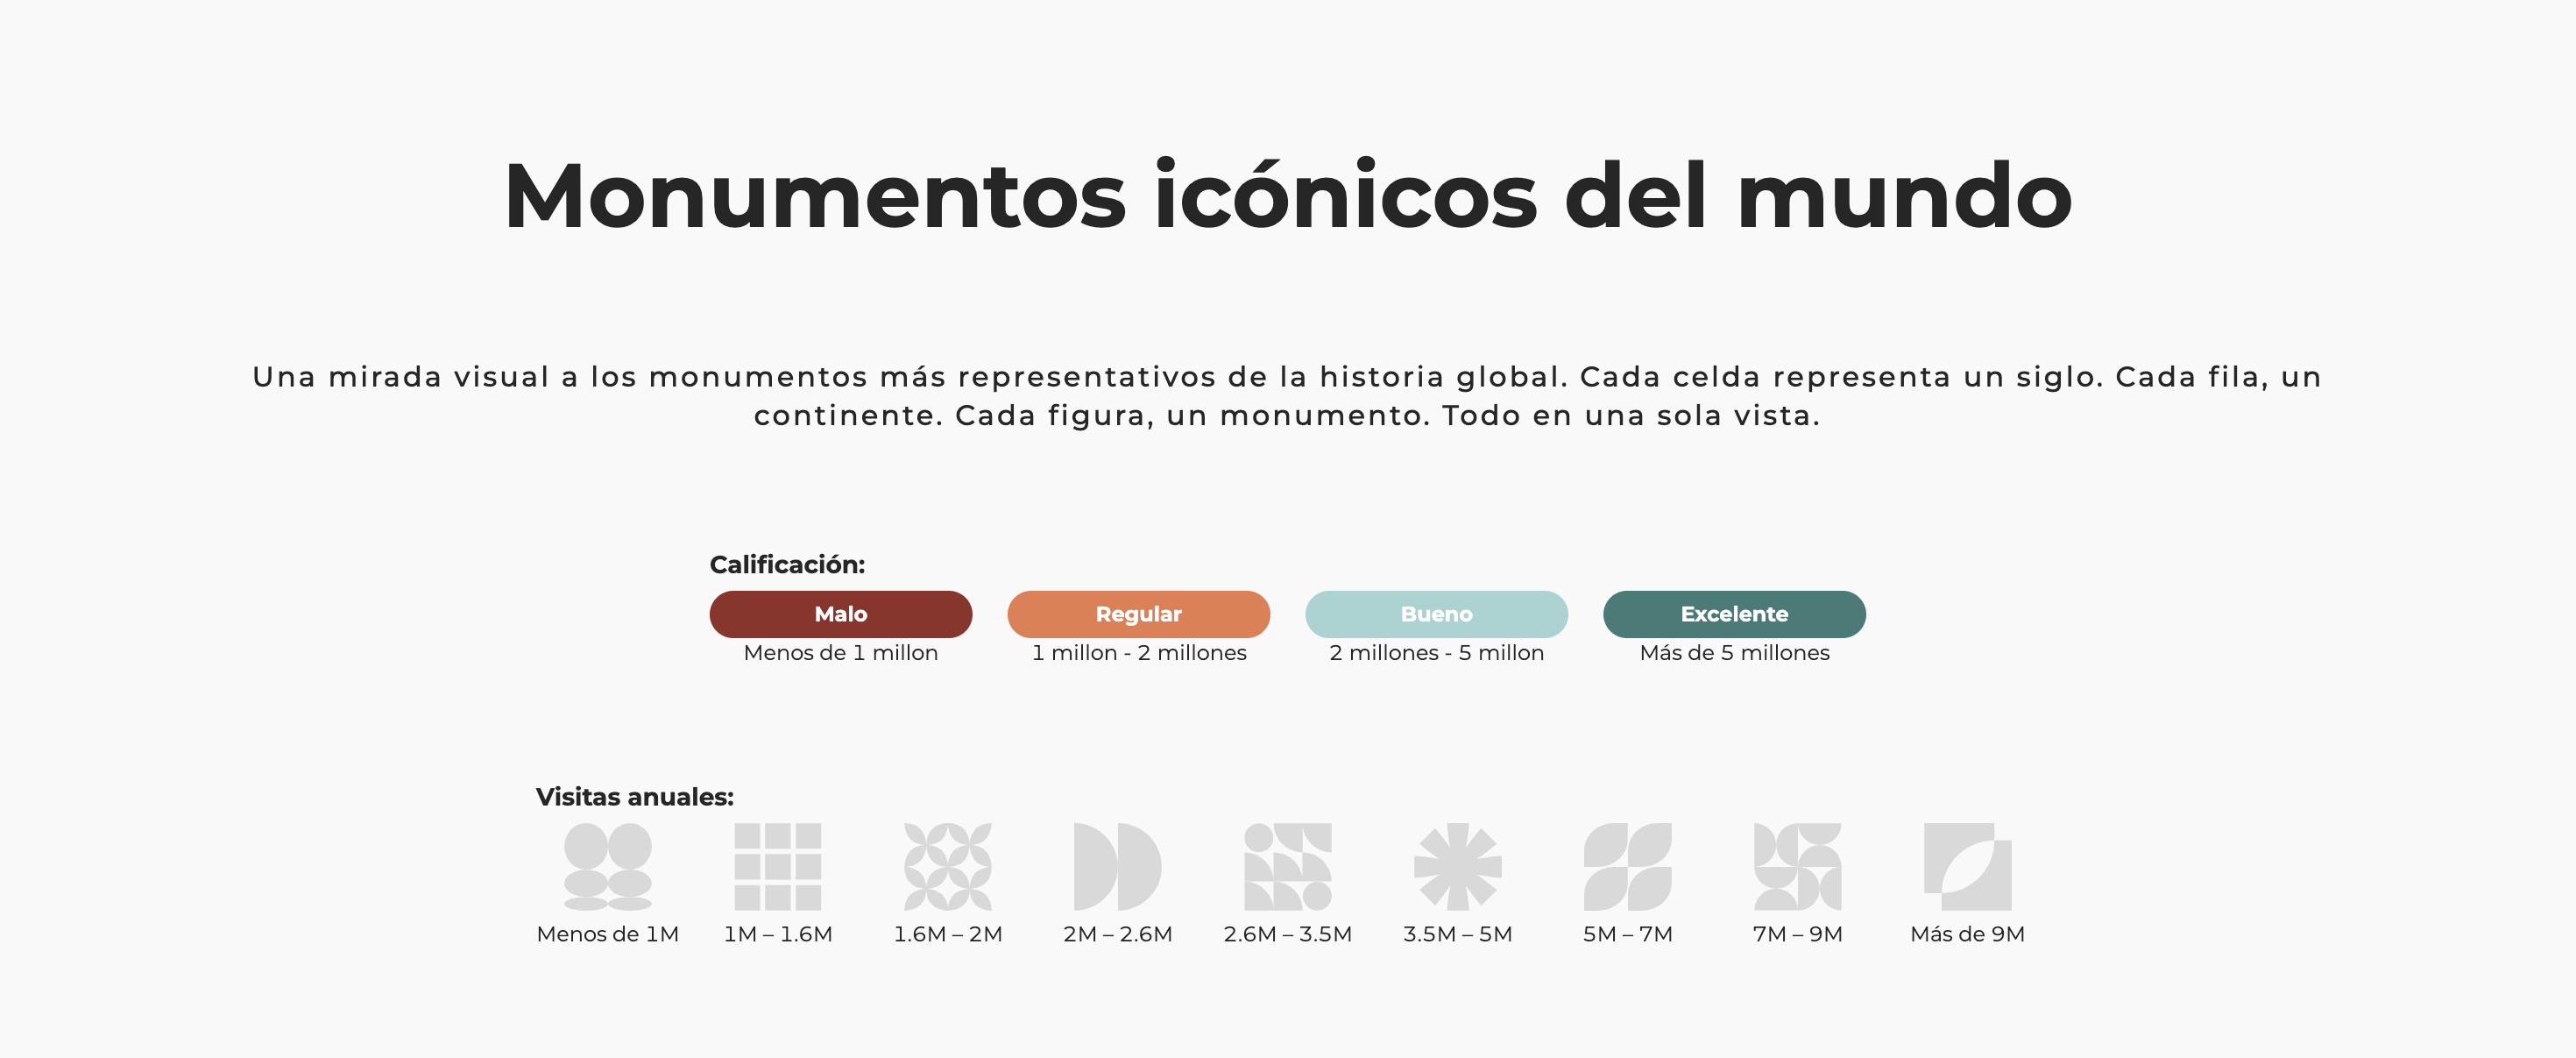 Monumentos icónicos del mundo
Una mirada visual a los monumentos más representativos de la historia global. Cada celda representa un siglo. Cada fila, un
continente. Cada figura, un monumento. Todo en una sola vista.
Calificación:
Malo
Regular
Bueno
Excelente
Menos de 1 millon
1 millon - 2 millones
2 millones - 5 millon
Más de 5 millones
Visitas anuales:
Menos de 1M
1M – 1.6M
1.6M – 2M
2M – 2.6M
2.6M – 3.5M
3.5M – 5M
5M – 7M
7M – 9M
Más de 9M